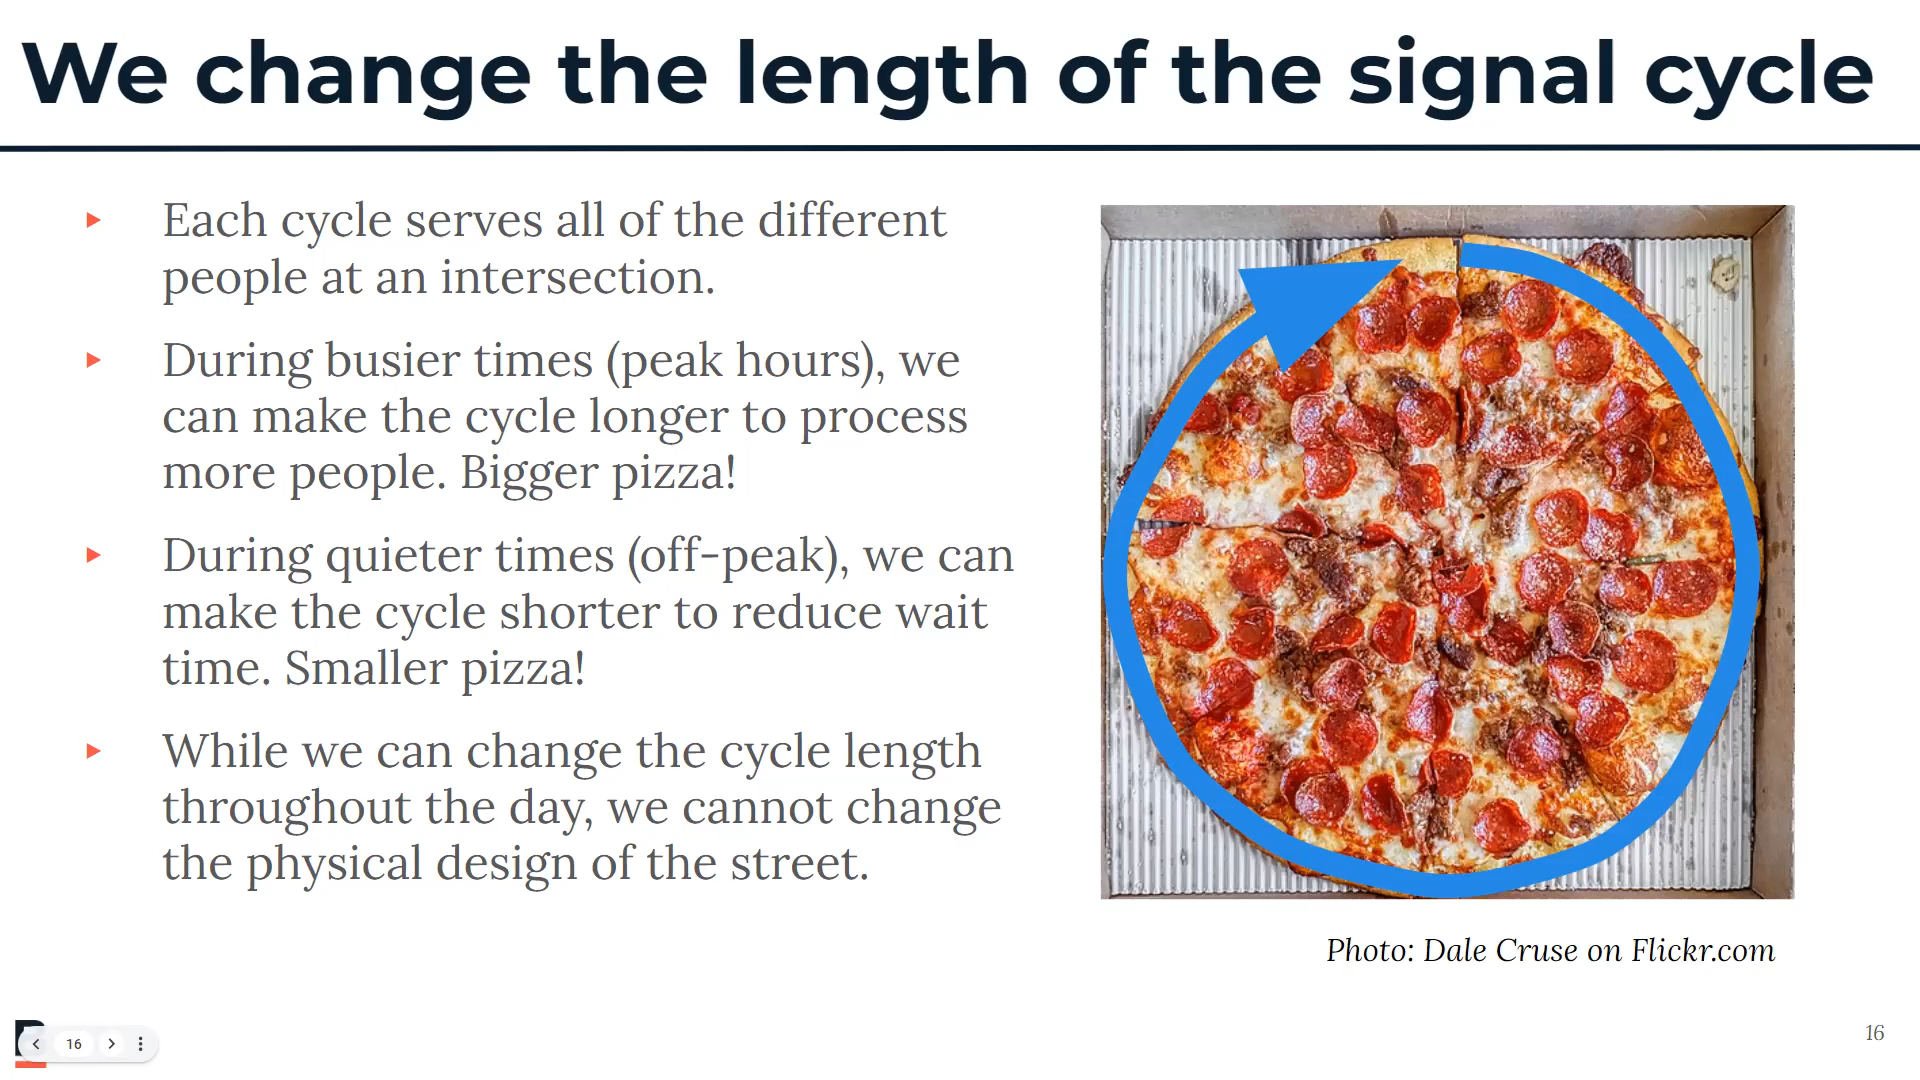 We change the length of the signal cycle
Each cycle serves all of the different
people at an intersection.
During busier times (peak hours), we
can make the cycle longer to process
more people. Bigger pizza!
During quieter times (off-peak), we can
make the cycle shorter to reduce wait
time. Smaller pizza!
While we can change the cycle length
throughout the day, we cannot change
the physical design of the street.
Photo: Dale Cruse on Flickr.com
16
16